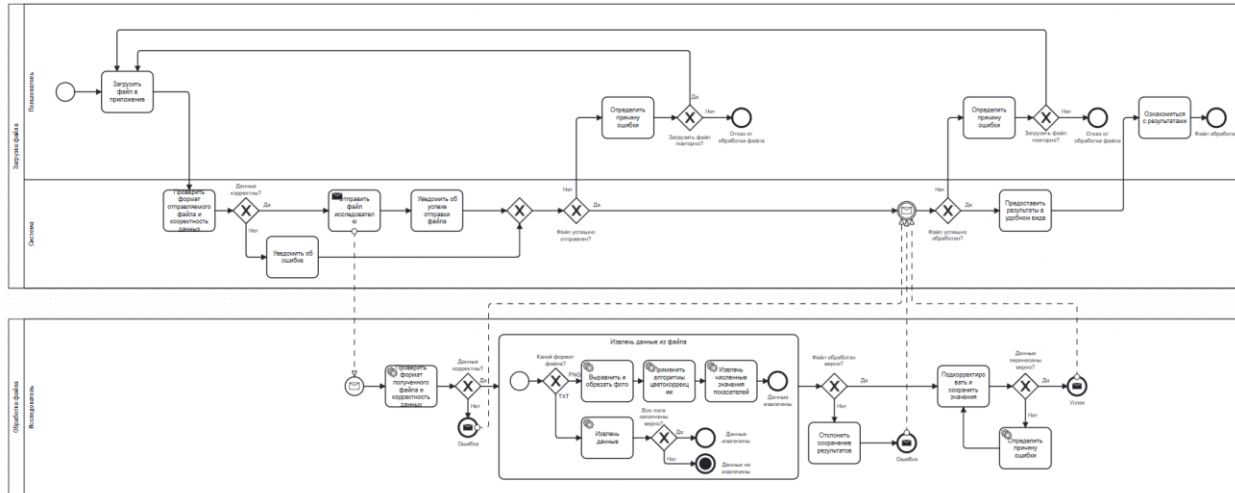 Загрузка файла
Пользователь
Загрузить
файл в
приложение
Определить
причину
ошибки
Да
Нет
Загрузить файл
повторно?
Отказ от
обработки файла
Определить
причину
ошибки
Да
Нет
Загрузить файл
повторно?
Отказ от
обработки файла
Ознакомиться
с результатами
Файл обработан
Система
Проверить
формат
отправляемого
файла и
корректность
данных
Данные
корректны?
Да
Нет
Отправить
файл
исследовател
ю
Уведомить об
успехе
отправки
файла
Уведомить об
ошибке
Нет
Да
Файл успешно
отправлен?
Нет
Да
Файл успешно
обработан?
Предоставить
результаты в
удобном виде
Обработка файла
Исследователь
Проверить
формат
полученного
файла и
корректность
данных
Данные
корректны?
Да
Нет
Ошибка
Извлечь данные из файла
Какой формат
файла?
PNG
TXT
Выравнить и
обрезать фото
Применить
алгоритмы
цветокоррекц
ии
Извлечь
численные
значения
показателей
Данные
извлечены
Извлечь
данные
Все поля
заполнены
верно?
Да
Нет
Данные
извлечены
Данные не
извлечены
Файл обработан
верно?
Да
Нет
Отклонить
сохранение
результатов
Ошибка
Подкорректиро
вать и
сохранить
значения
Данные
перенесены
верно?
Да
Нет
Успех
Определить
причину
ошибки